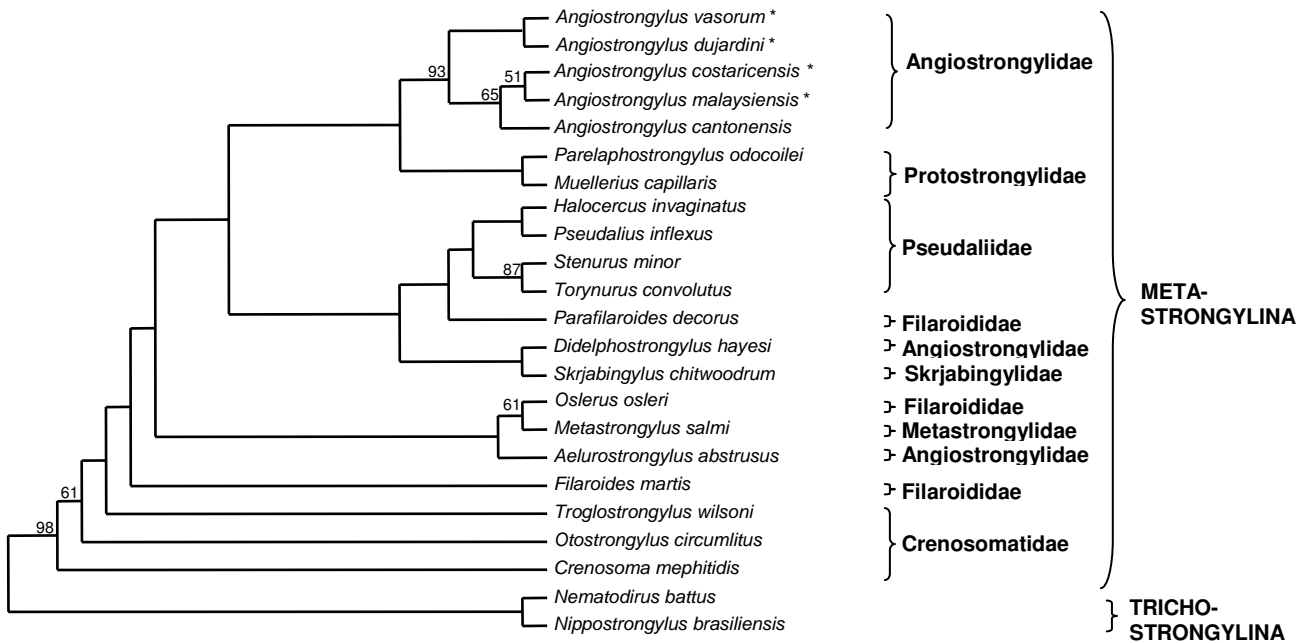 Angiostrongylus vasorum *
Angiostrongylus dujardini *
Angiostrongylus costaricensis *
Angiostrongylus malaysiensis *
Angiostrongylus cantonensis
Parelaphostrongylus odocoilei
Muellerius capillaris
Halocercus invaginatus
Pseudalius inflexus
Stenurus minor
Torynurus convolutus
Parafilaroides decorus
Didelphostrongylus hayesi
Skrjabingylus chitwoodrum
Oslerus osleri
Metastrongylus salmi
Aelurostrongylus abstrusus
Filaroides martis
Troglostrongylus wilsoni
Otostrongylus circumlitus
Crenosoma mephitidis
Nematodirus battus
Nippostrongylus brasiliensis
93
51
65
87
61
61
98
Angiostrongylidae
Protostrongylidae
Pseudaliidae
Filaroididae
Angiostrongylidae
Skrjabingylidae
Filaroididae
Metastrongylidae
Angiostrongylidae
Filaroididae
Crenosomatidae
META-
STRONGYLINA
TRICHO-
STRONGYLINA